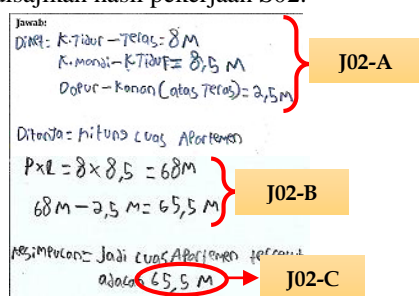 disajikan hasil pekerjaan S02.
Jawab:
Diket: K.Tidur – Teras = 8 M
K.mandi – K.Tidur = 8,5 M
Dapur – Kanan (atas Teras) = 2,5 M
J02-A
Ditanya = hitung luas Apartemen
P×L = 8 × 8,5 = 68 M
68 M – 2,5 M = 65,5 M
J02-B
Kesimpulan = Jadi luas Apartemen tersebut
adalah 65,5 M
J02-C